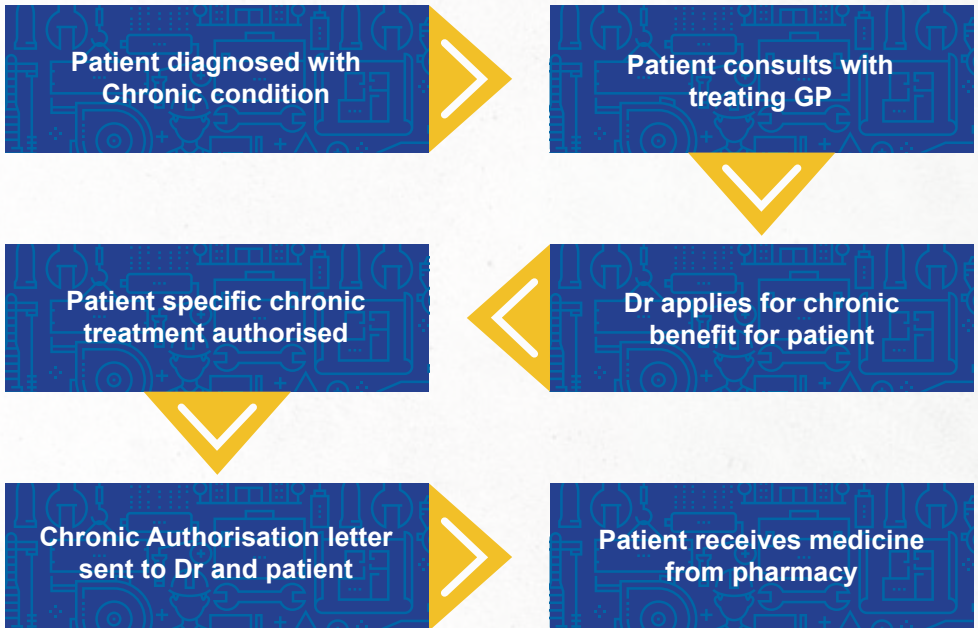 Patient diagnosed with
Chronic condition
Patient consults with
treating GP
Dr applies for chronic
benefit for patient
Patient specific chronic
treatment authorised
Chronic Authorisation letter
sent to Dr and patient
Patient receives medicine
from pharmacy